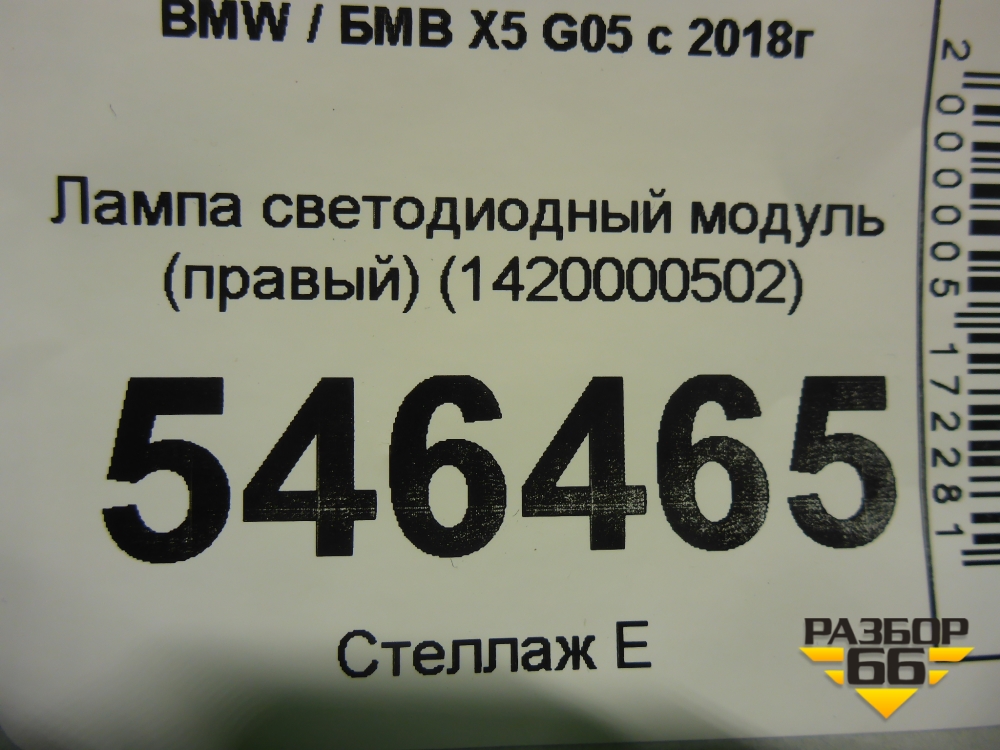 BMW / БМВ X5 G05 с 2018г
Лампа светодиодный модуль
(правый) (1420000502)
546465
Стеллаж Е
2000005172281
РАЗБОР
66